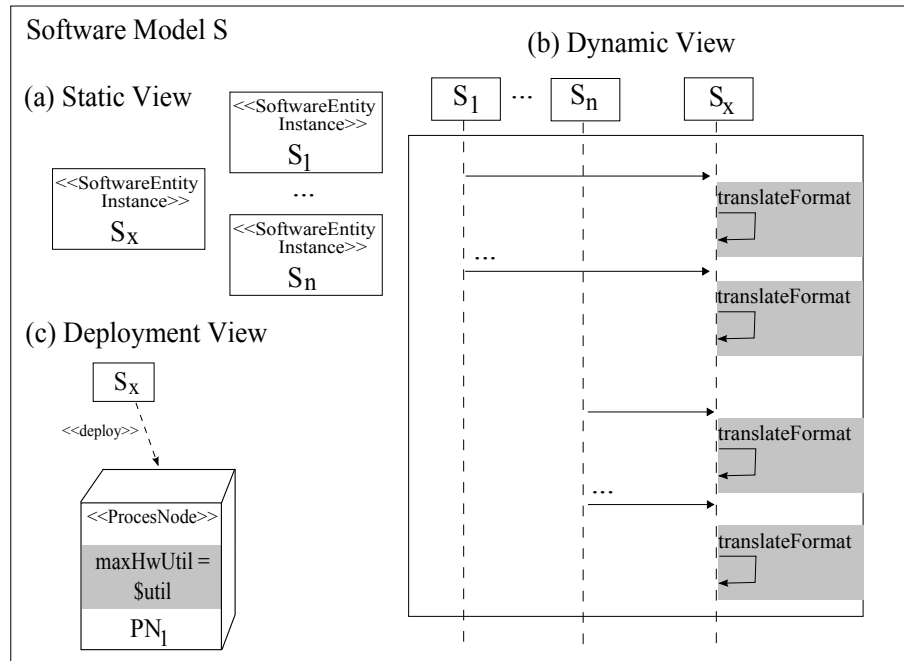 Software Model S
(a) Static View
<<SoftwareEntity
Instance>>
Sx
<<SoftwareEntity
Instance>>
S1
...
<<SoftwareEntity
Instance>>
Sn
(b) Dynamic View
S1 ... Sn Sx
translateFormat
...
translateFormat
translateFormat
...
translateFormat
(c) Deployment View
Sx
<<deploy>>
<<ProcesNode>>
maxHwUtil =
$util
PN1